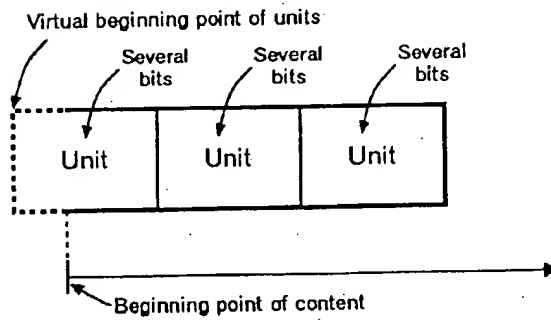 Virtual beginning point of units
Several
bits
Several
bits
Several
bits
Unit
Unit
Unit
Beginning point of content